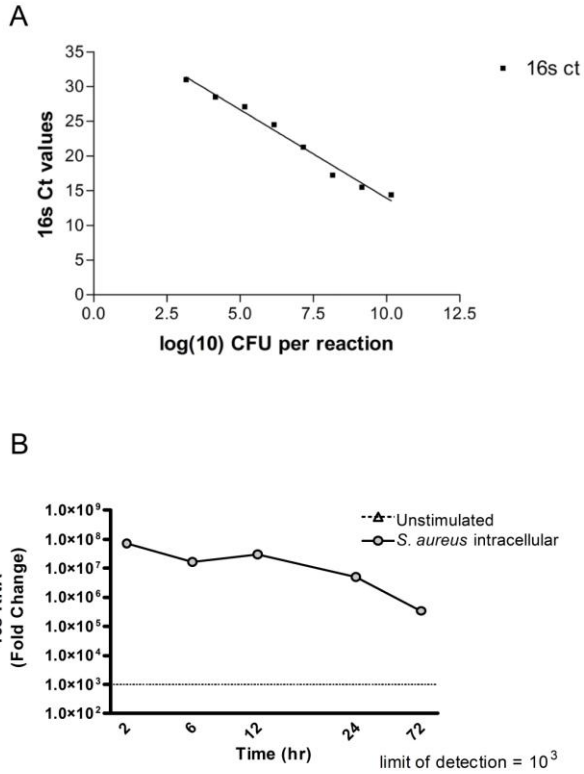 A
35
30
25
20
15
10
5
0
16s Ct values
0.0 2.5 5.0 7.5 10.0 12.5
log(10) CFU per reaction
16s ct
B
1.0×10⁹
1.0×10⁸
1.0×10⁷
1.0×10⁶
1.0×10⁵
1.0×10⁴
1.0×10³
1.0×10²
(Fold Change)
Unstimulated
S. aureus intracellular
2 6 12 24 72
Time (hr)
limit of detection = 10³